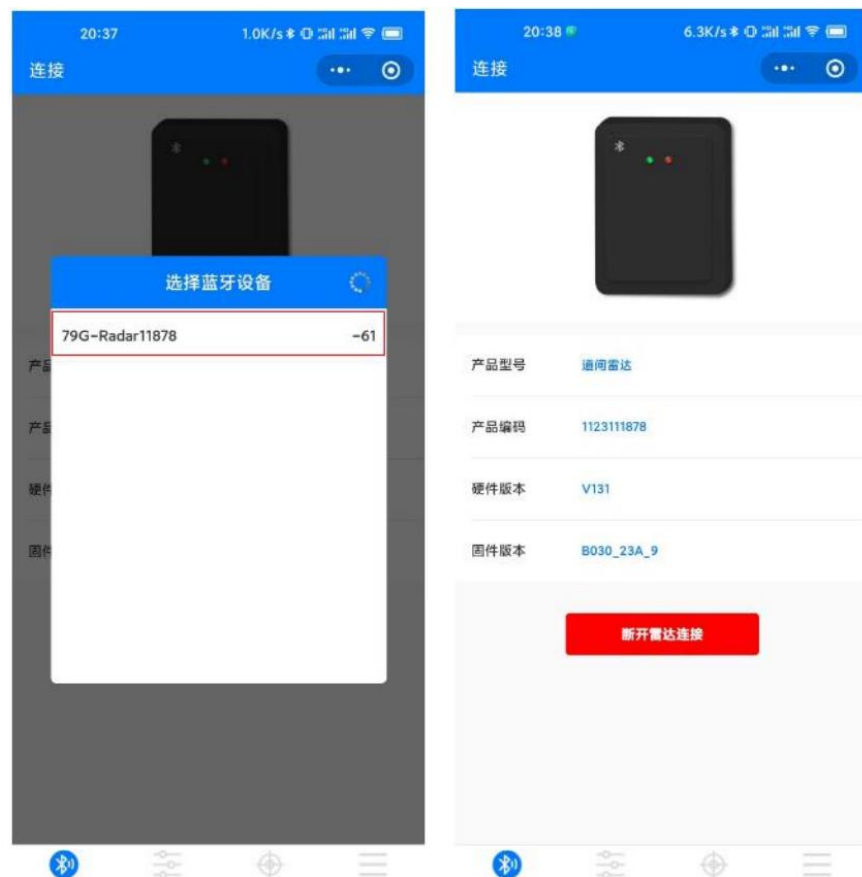 20:37
1.0K/s
连接
选择蓝牙设备
79G-Radar11878
-61
产品
产品
硬件
固件
20:38
6.3K/s
连接
产品型号
道闸雷达
产品编码
1123111878
硬件版本
V131
固件版本
B030_23A_9
断开雷达连接